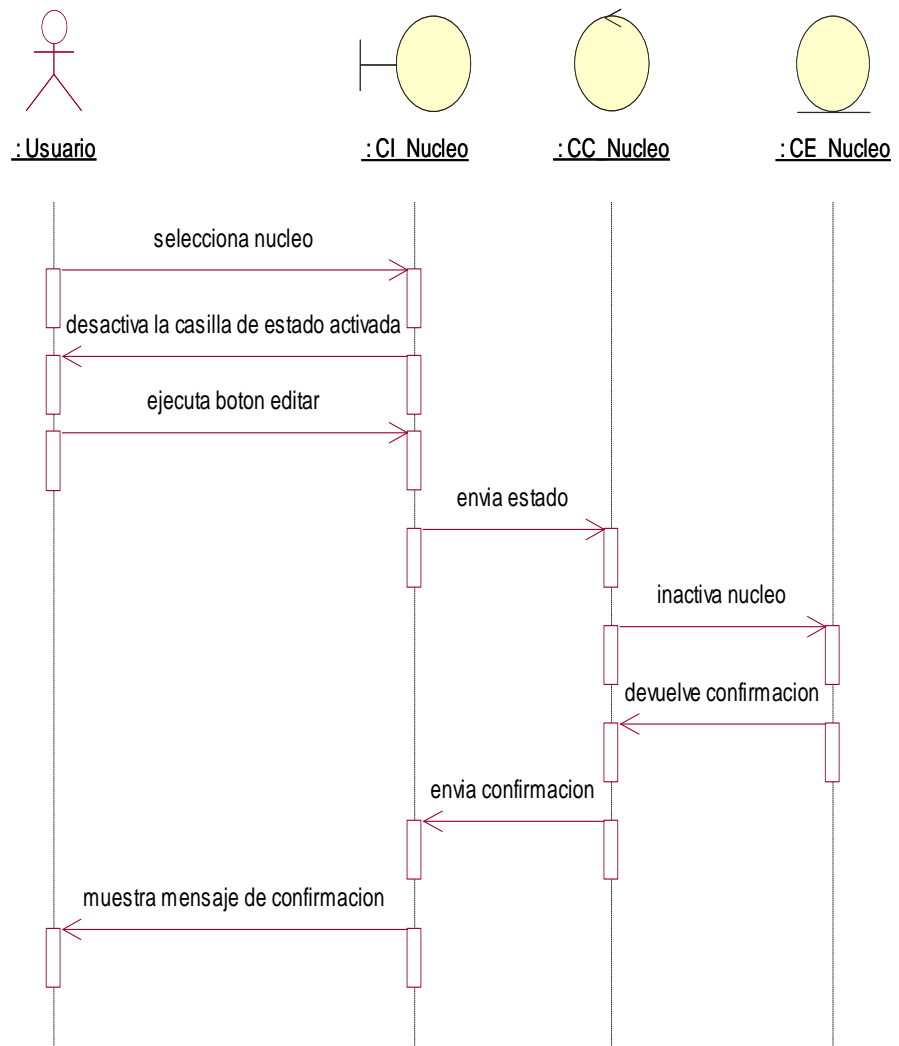 : Usuario
: CI_Nucleo
: CC_Nucleo
: CE_Nucleo
selecciona nucleo
desactiva la casilla de estado activada
ejecuta boton editar
envia estado
inactiva nucleo
devuelve confirmacion
envia confirmacion
muestra mensaje de confirmacion